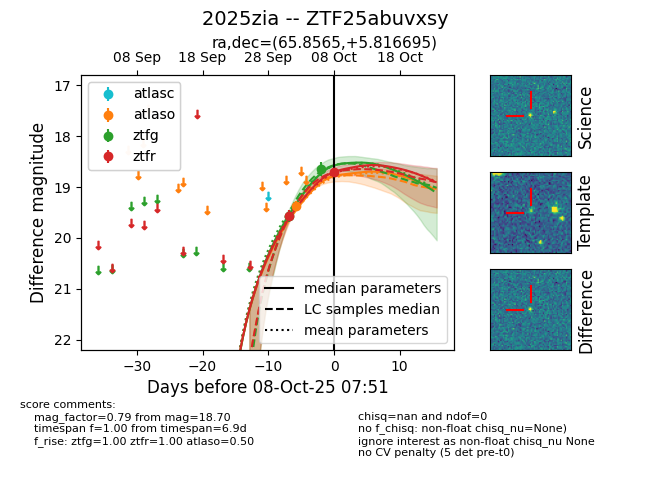 2025zia -- ZTF25abuvxsy
ra,dec=(65.8565,+5.816695)
08 Sep 18 Sep 28 Sep 08 Oct 18 Oct
17
18
19
20
21
22
Difference magnitude
atlasc
atlaso
ztfg
ztfr
median parameters
LC samples median
mean parameters
−30 −20 −10 0 10
Days before 08-Oct-25 07:51
Science
Template
Difference
score comments:
mag_factor=0.79 from mag=18.70
timespan f=1.00 from timespan=6.9d
f_rise: ztfg=1.00 ztfr=1.00 atlaso=0.50
chisq=nan and ndof=0
no f_chisq: non-float chisq_nu=None)
ignore interest as non-float chisq_nu None
no CV penalty (5 det pre-t0)